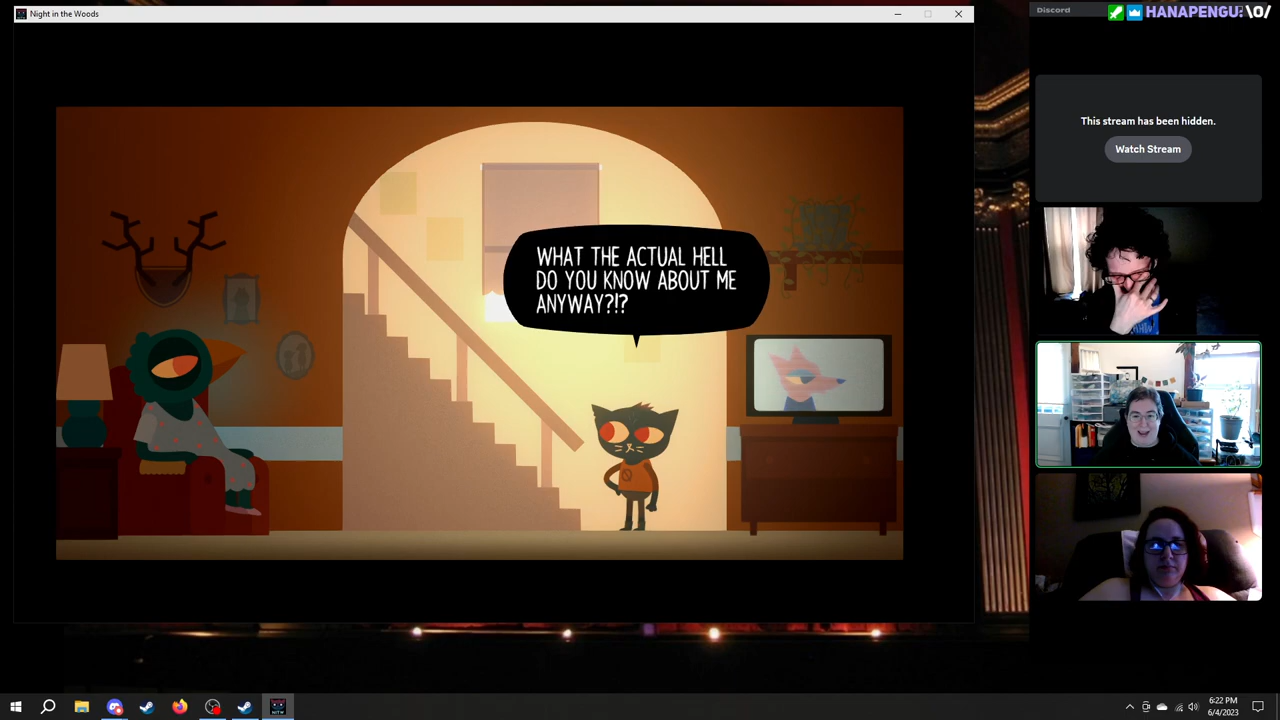 Night in the Woods
Discord
HANAPENGU! \O/
This stream has been hidden.
Watch Stream
WHAT THE ACTUAL HELL
DO YOU KNOW ABOUT ME
ANYWAY?!?
6:22 PM
6/4/2023